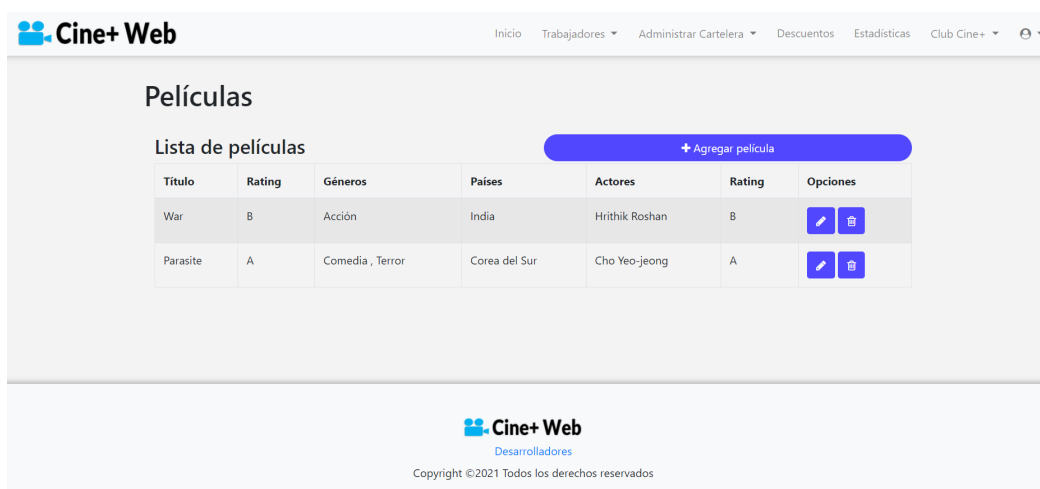 Cine+ Web
Inicio Trabajadores Administrar Cartelera Descuentos Estadísticas Club Cine+
Películas
Lista de películas
+ Agregar película
Título Rating Géneros Países Actores Rating Opciones
War B Acción India Hrithik Roshan B
Parasite A Comedia , Terror Corea del Sur Cho Yeo-jeong A
Cine+ Web
Desarrolladores
Copyright ©2021 Todos los derechos reservados